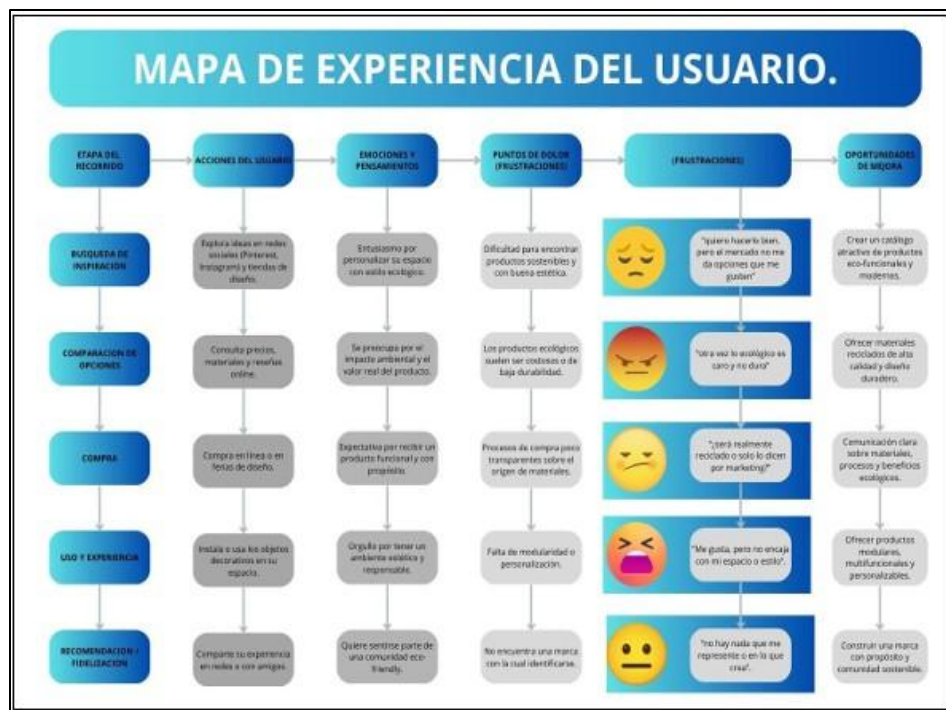 MAPA DE EXPERIENCIA DEL USUARIO.
ETAPA DEL
RECORRIDO
ACCIONES DEL USUARIO
EMOCIONES Y
PENSAMIENTOS
PUNTOS DE DOLOR
(FRUSTRACIONES)
(FRUSTRACIONES)
OPORTUNIDADES
DE MEJORA
BUSQUEDA DE
INSPIRACION
Explora ideas en redes
sociales (Pinterest,
Instagram) y tiendas de
diseño.
Entusiasmo por
personalizar su espacio
con estilo ecológico.
Dificultad para encontrar
productos sostenibles y
con buena estética.
"quiero hacerlo bien,
pero el mercado no me
da opciones que me
gusten"
Crear un catálogo
atractivo de productos
eco-funcionales y
modernos.
COMPARACION DE
OPCIONES
Consulta precios,
materiales y reseñas
online.
Se preocupa por el
impacto ambiental y el
valor real del producto.
Los productos ecológicos
suelen ser costosos o de
baja durabilidad.
"otra vez lo ecológico es
caro y no dura"
Ofrecer materiales
reciclados de alta
calidad y diseño
duradero.
COMPRA
Compra en línea o en
ferias de diseño.
Expectativa por recibir un
producto funcional y con
propósito.
Procesos de compra poco
transparentes sobre el
origen de materiales.
"¿será realmente
reciclado o solo lo dicen
por marketing?"
Comunicación clara
sobre materiales,
procesos y beneficios
ecológicos.
USO Y EXPERIENCIA
Instala o usa los objetos
decorativos en su
espacio.
Orgullo por tener un
ambiente estético y
responsable.
Falta de modularidad o
personalización.
"Me gusta, pero no encaja
con mi espacio o estilo".
Ofrecer productos
modulares,
multifuncionales y
personalizables.
RECOMENDACION /
FIDELIZACION
Comparte su experiencia
en redes o con amigos.
Quiere sentirse parte de
una comunidad eco-
friendly.
No encuentra una marca
con la cual identificarse.
"no hay nada que me
represente o en lo que
crea".
Construir una marca
con propósito y
comunidad sostenible.